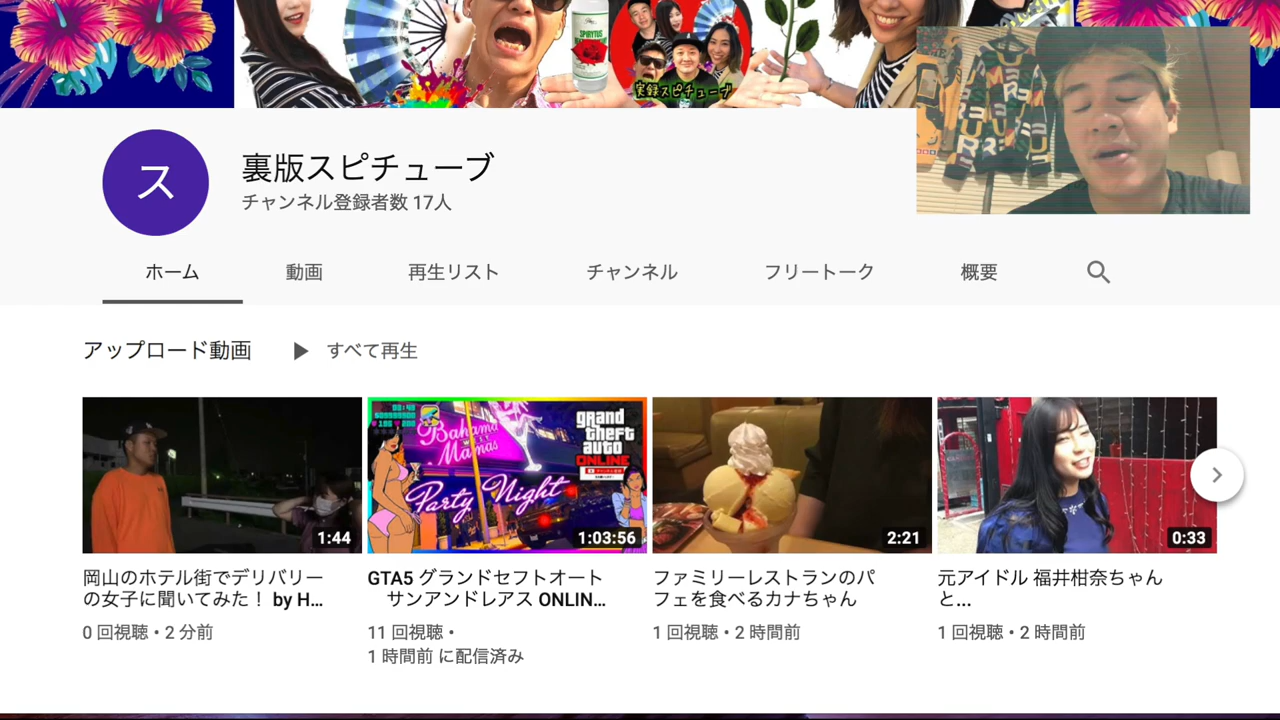 SPIRYTUS
実録スピチューブ
ス
裏版スピチューブ
チャンネル登録者数 17人
ホーム
動画
再生リスト
チャンネル
フリートーク
概要
アップロード動画
すべて再生
1:44
Bahama
Mamas
Party Night
grand
theft
auto
ONLINE
1:03:56
2:21
0:33
岡山のホテル街でデリバリー
の女子に聞いてみた！ by H...
0 回視聴・2 分前
GTA5 グランドセフトオート
サンアンドレアス ONLIN...
11 回視聴・
1 時間前 に配信済み
ファミリーレストランのパ
フェを食べるカナちゃん
1 回視聴・2 時間前
元アイドル 福井柑奈ちゃん
と...
1 回視聴・2 時間前